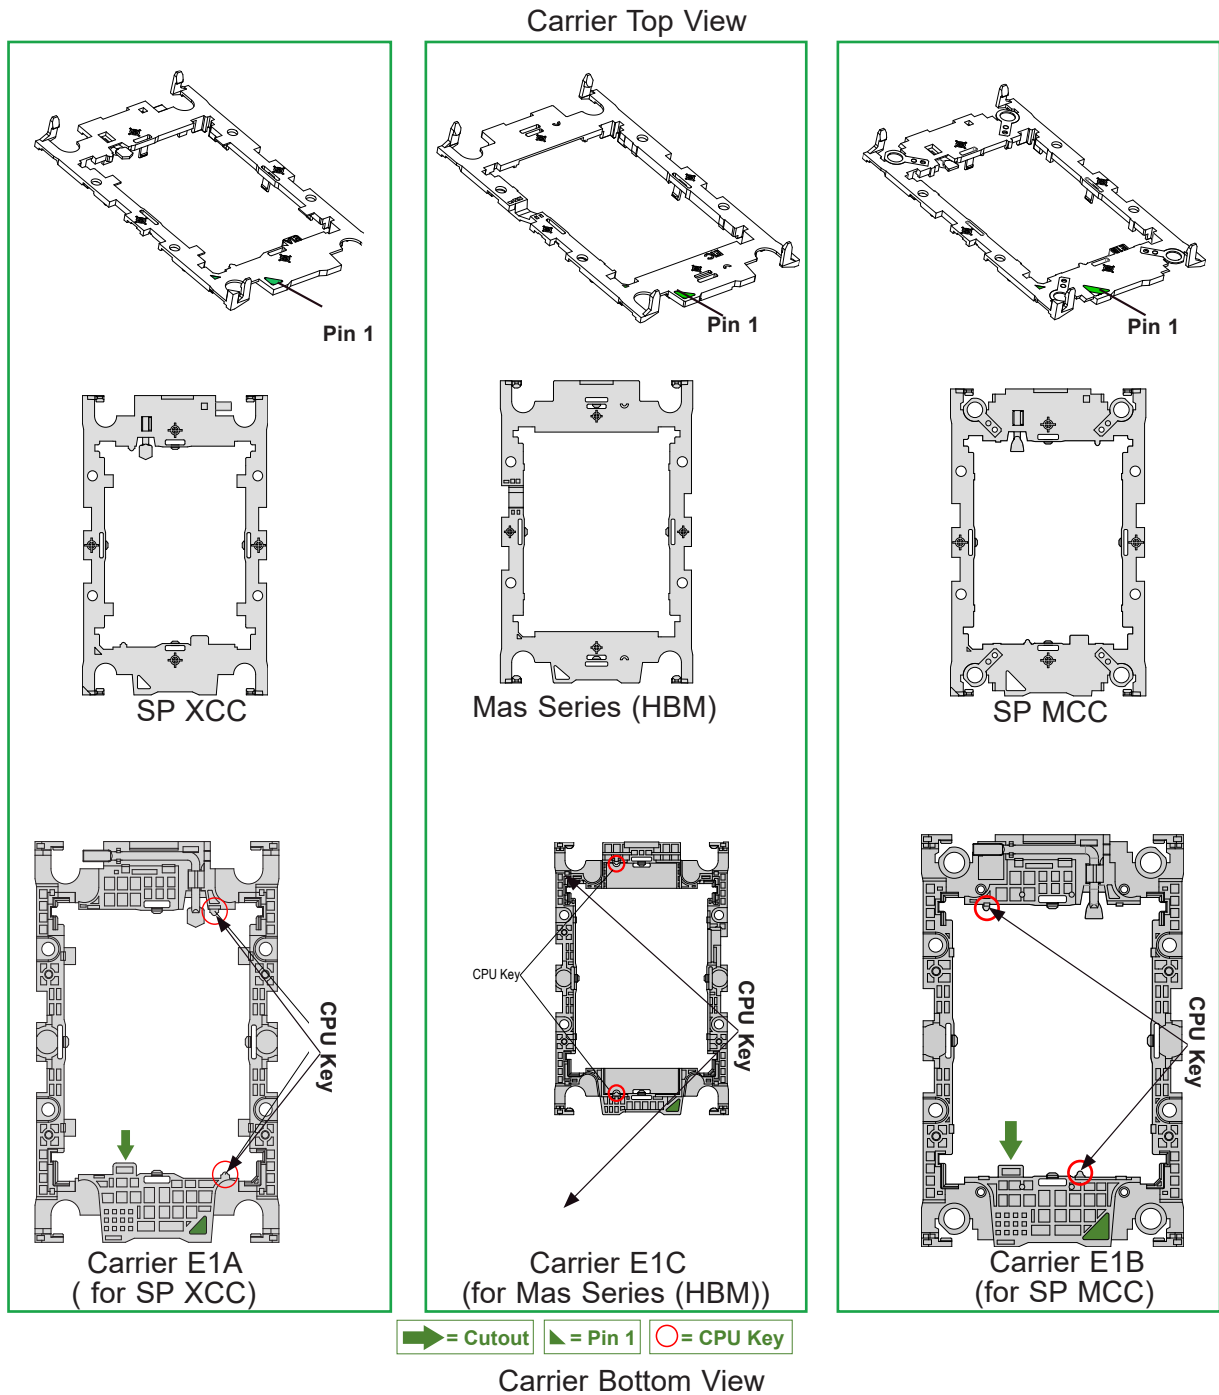 Carrier Top View
Pin 1
Pin 1
Pin 1
SP XCC
Mas Series (HBM)
SP MCC
CPU Key
CPU Key
CPU Key
CPU Key
Carrier E1A
( for SP XCC)
Carrier E1C
(for Mas Series (HBM))
Carrier E1B
(for SP MCC)
= Cutout
= Pin 1
= CPU Key
Carrier Bottom View